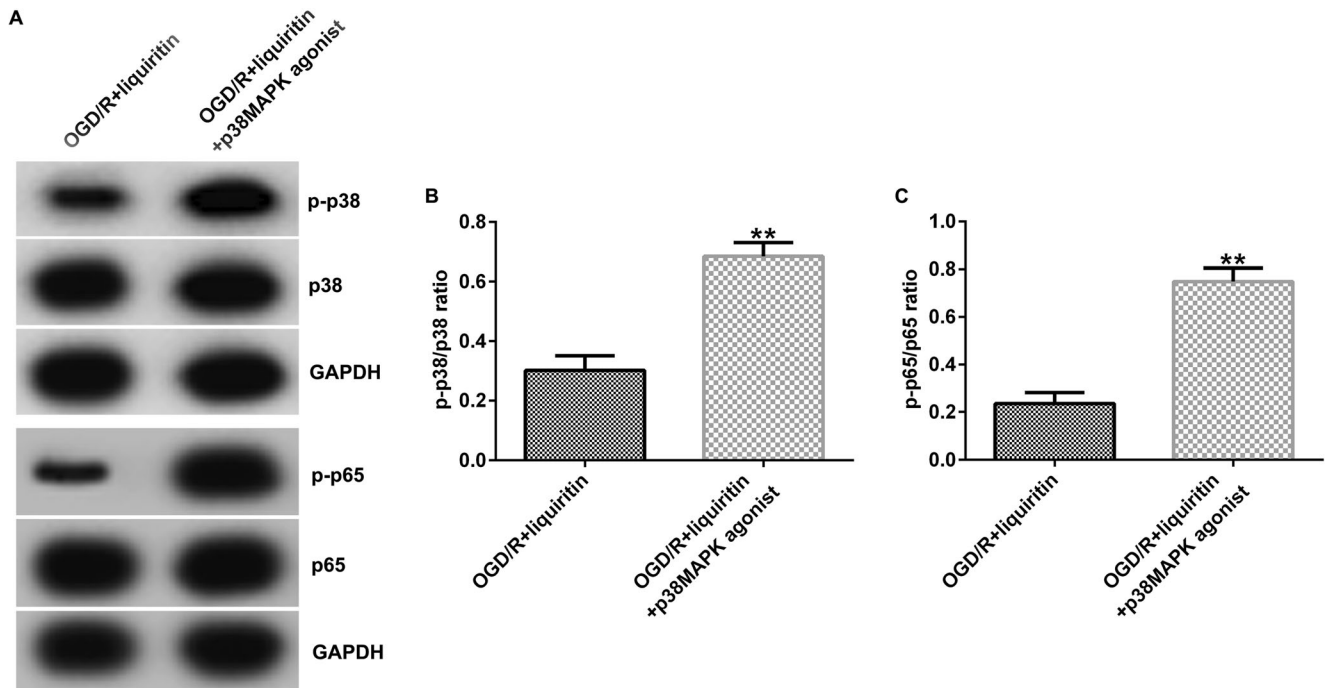 A
OGD/R+liquiritin
OGD/R+liquiritin
+p38MAPK agonist
p-p38
p38
GAPDH
p-p65
p65
GAPDH
B
p-p38/p38 ratio
0.8
0.6
0.4
0.2
0.0
**
OGD/R+liquiritin
OGD/R+liquiritin
+p38MAPK agonist
C
p-p65/p65 ratio
1.0
0.8
0.6
0.4
0.2
0.0
**
OGD/R+liquiritin
OGD/R+liquiritin
+p38MAPK agonist